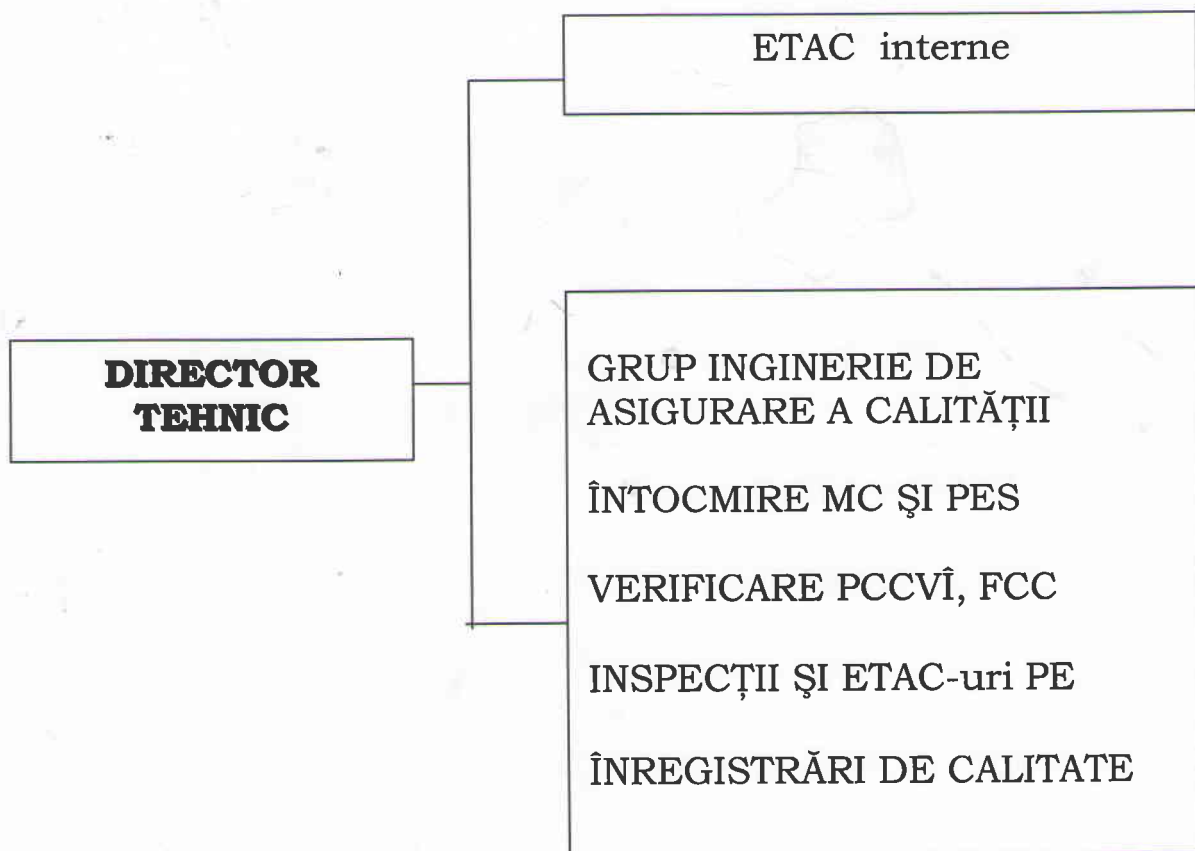 ETAC interne
DIRECTOR
TEHNIC
GRUP INGINERIE DE
ASIGURARE A CALITĂȚII
ÎNTOCMIRE MC ŞI PES
VERIFICARE PCCVÎ, FCC
INSPECȚII ŞI ETAC-uri PE
ÎNREGISTRĂRI DE CALITATE